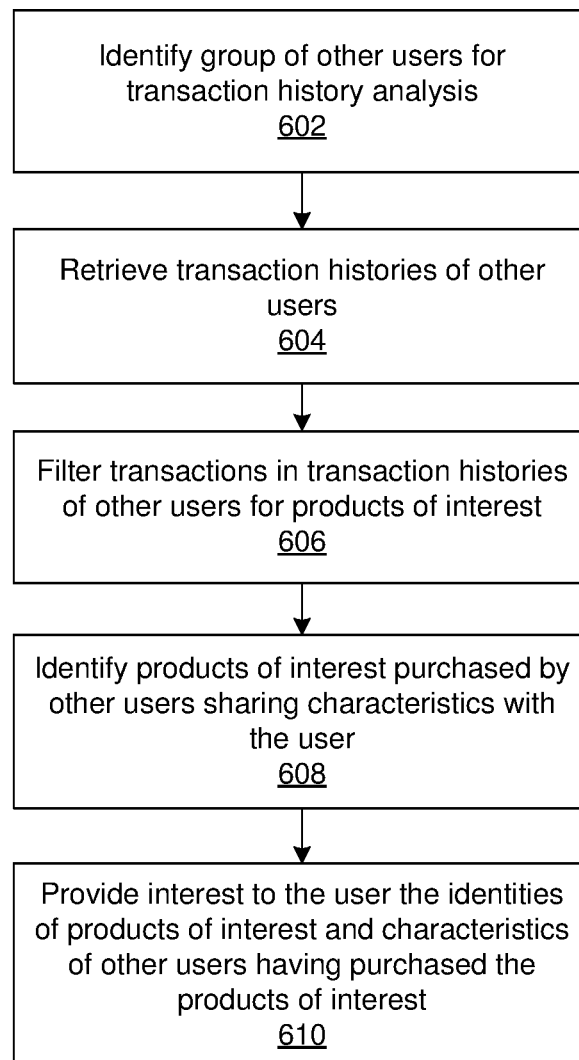 Identify group of other users for
transaction history analysis
602
Retrieve transaction histories of other
users
604
Filter transactions in transaction histories
of other users for products of interest
606
Identify products of interest purchased by
other users sharing characteristics with
the user
608
Provide interest to the user the identities
of products of interest and characteristics
of other users having purchased the
products of interest
610